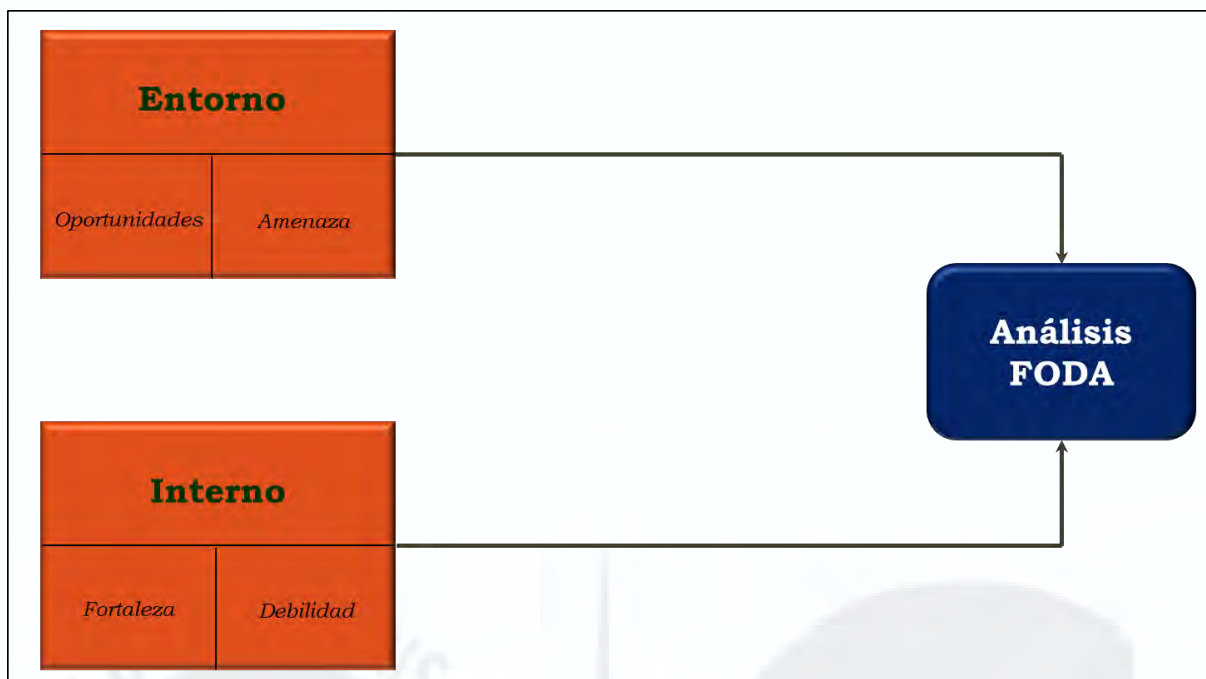 Entorno
Oportunidades
Amenaza
Análisis
FODA
Interno
Fortaleza
Debilidad